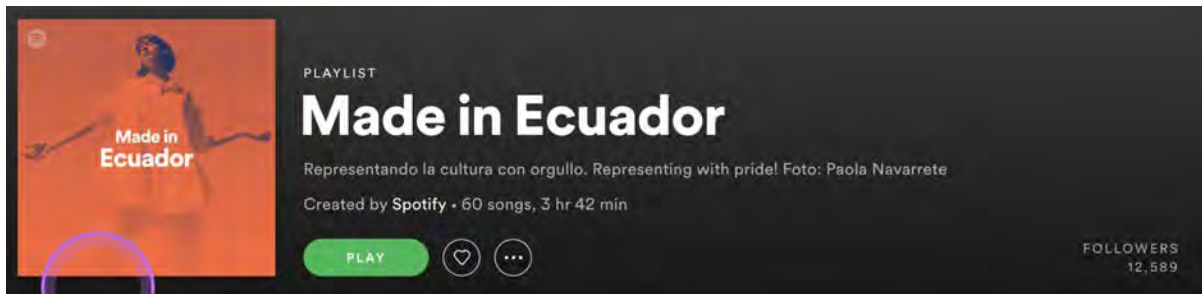 Made in
Ecuador
PLAYLIST
Made in Ecuador
Representando la cultura con orgullo. Representing with pride! Foto: Paola Navarrete
Created by Spotify • 60 songs, 3 hr 42 min
PLAY
FOLLOWERS
12,589